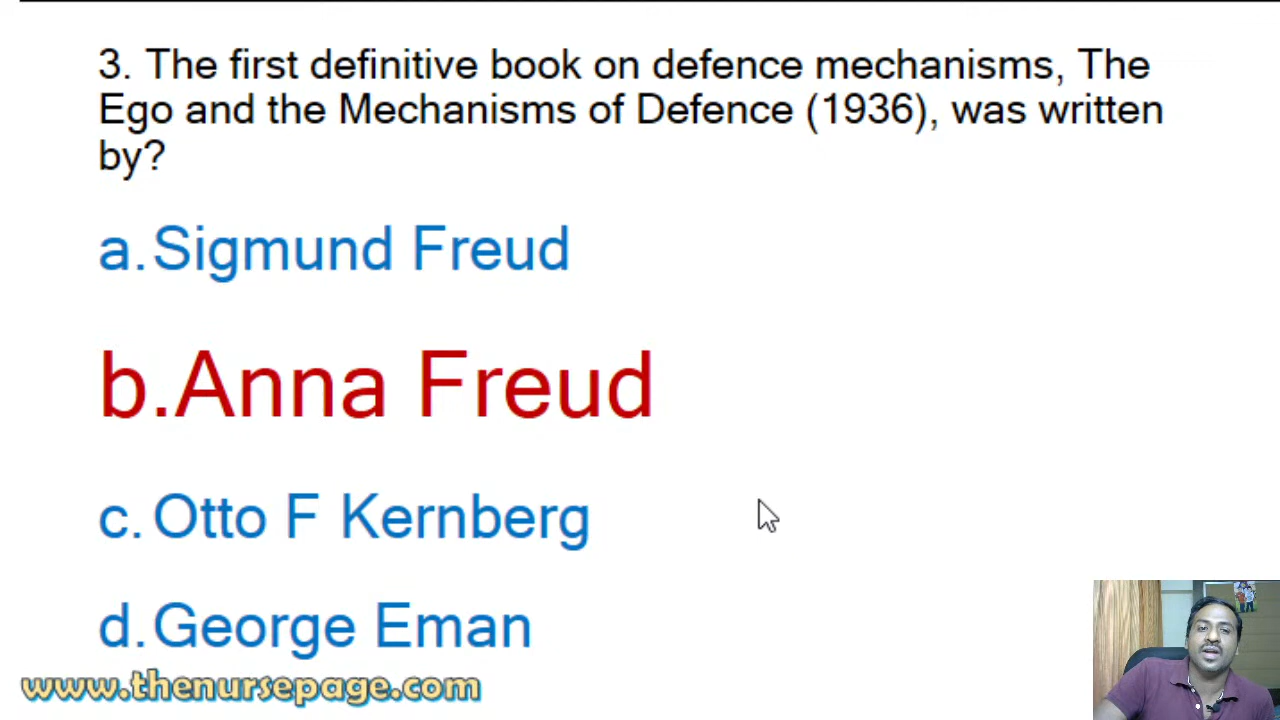 3. The first definitive book on defence mechanisms, The
Ego and the Mechanisms of Defence (1936), was written
by?
a. Sigmund Freud
b. Anna Freud
c. Otto F Kernberg
d. George Eman
www.thenursepage.com